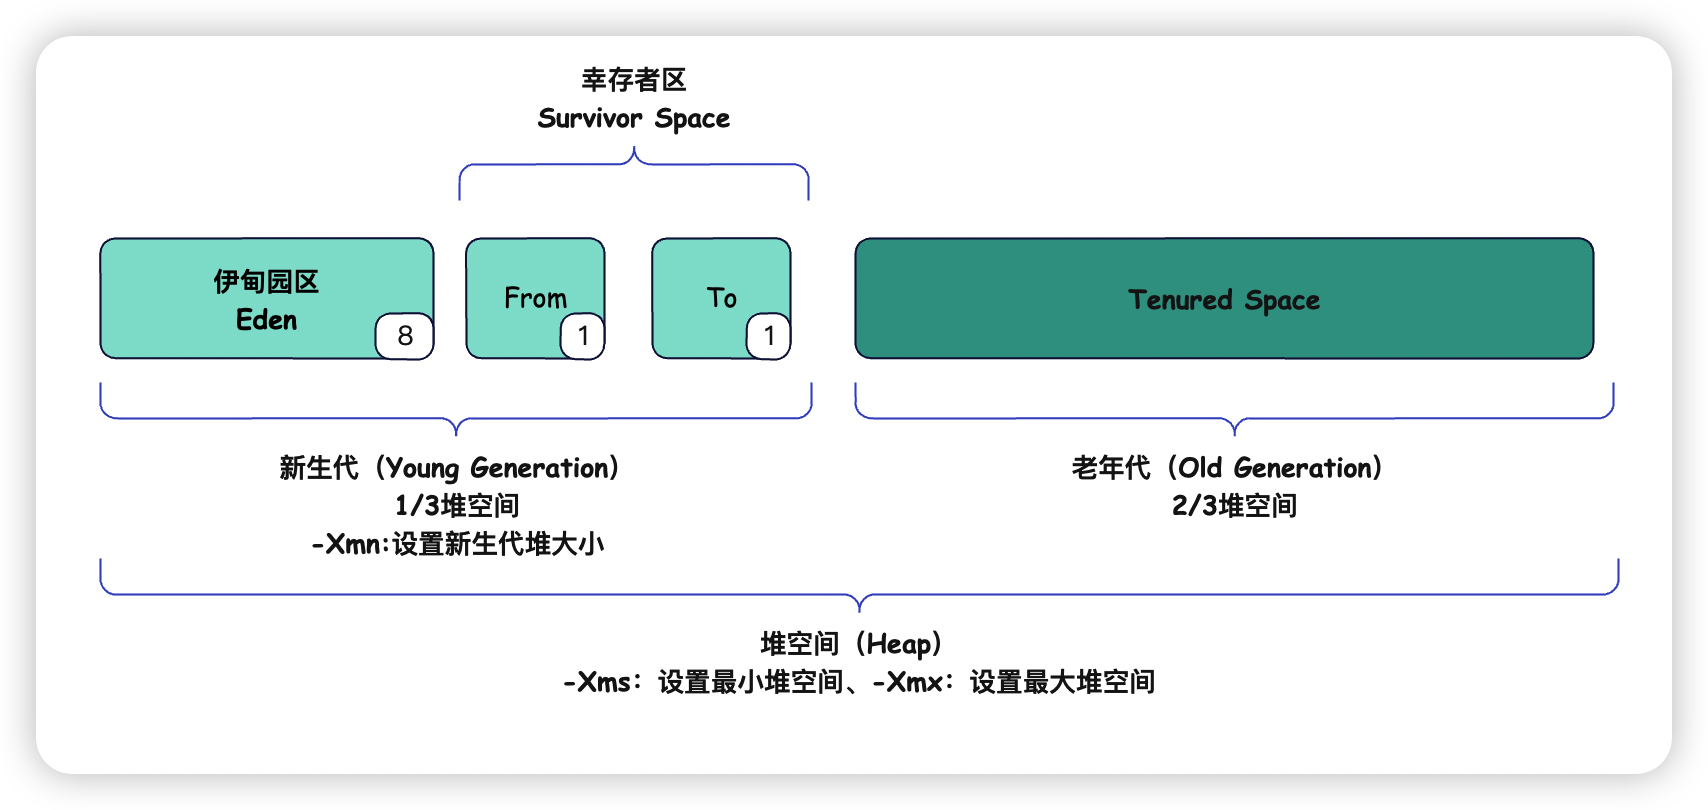 幸存者区
Survivor Space
伊甸园区
Eden
8
From
1
To
1
Tenured Space
新生代（Young Generation）
1/3堆空间
-Xmn:设置新生代堆大小
老年代（Old Generation）
2/3堆空间
堆空间（Heap）
-Xms：设置最小堆空间、-Xmx：设置最大堆空间